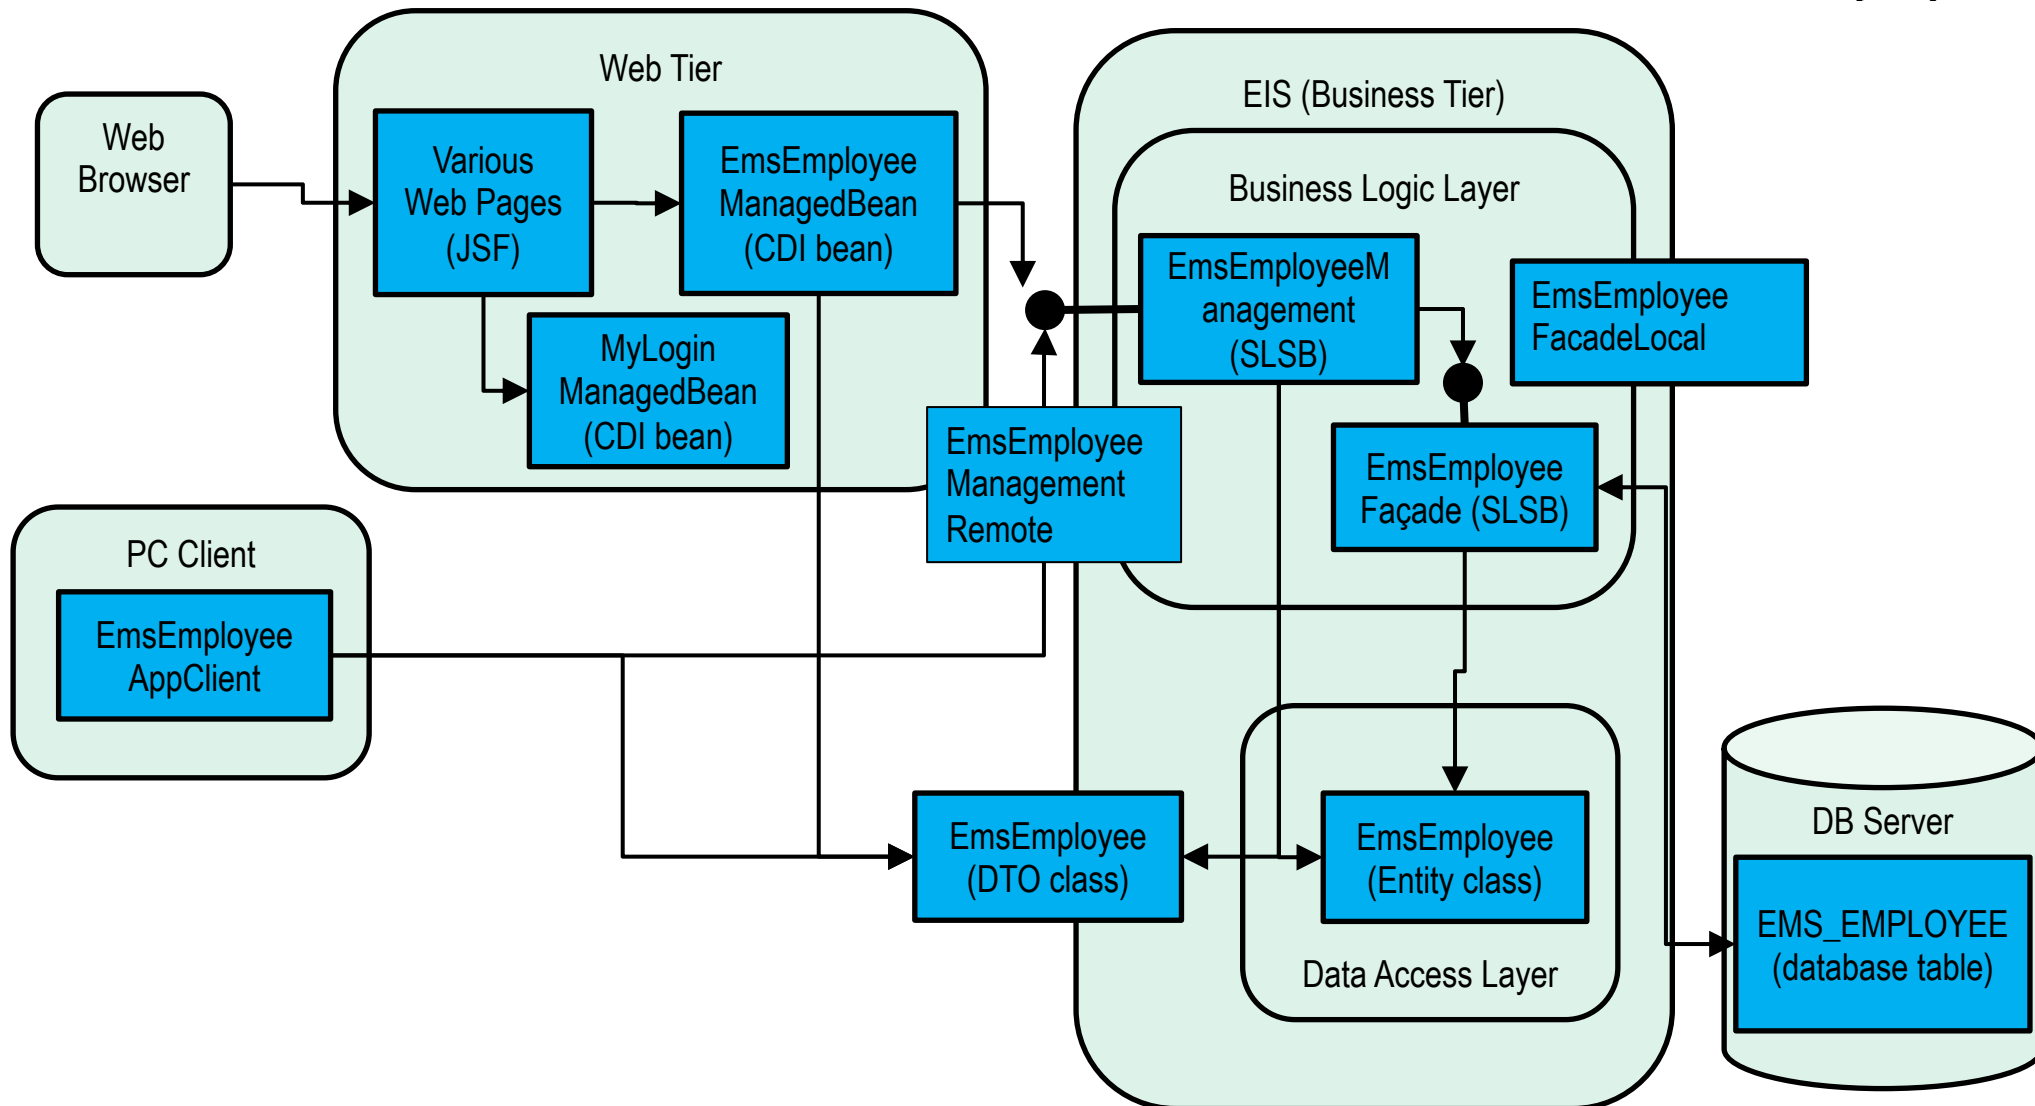 Web Tier
EIS (Business Tier)
Web
Browser
Various
Web Pages
(JSF)
EmsEmployee
ManagedBean
(CDI bean)
Business Logic Layer
EmsEmployeeM
anagement
(SLSB)
EmsEmployee
FacadeLocal
MyLogin
ManagedBean
(CDI bean)
EmsEmployee
Management
Remote
EmsEmployee
Façade (SLSB)
PC Client
EmsEmployee
AppClient
EmsEmployee
(DTO class)
EmsEmployee
(Entity class)
Data Access Layer
DB Server
EMS_EMPLOYEE
(database table)